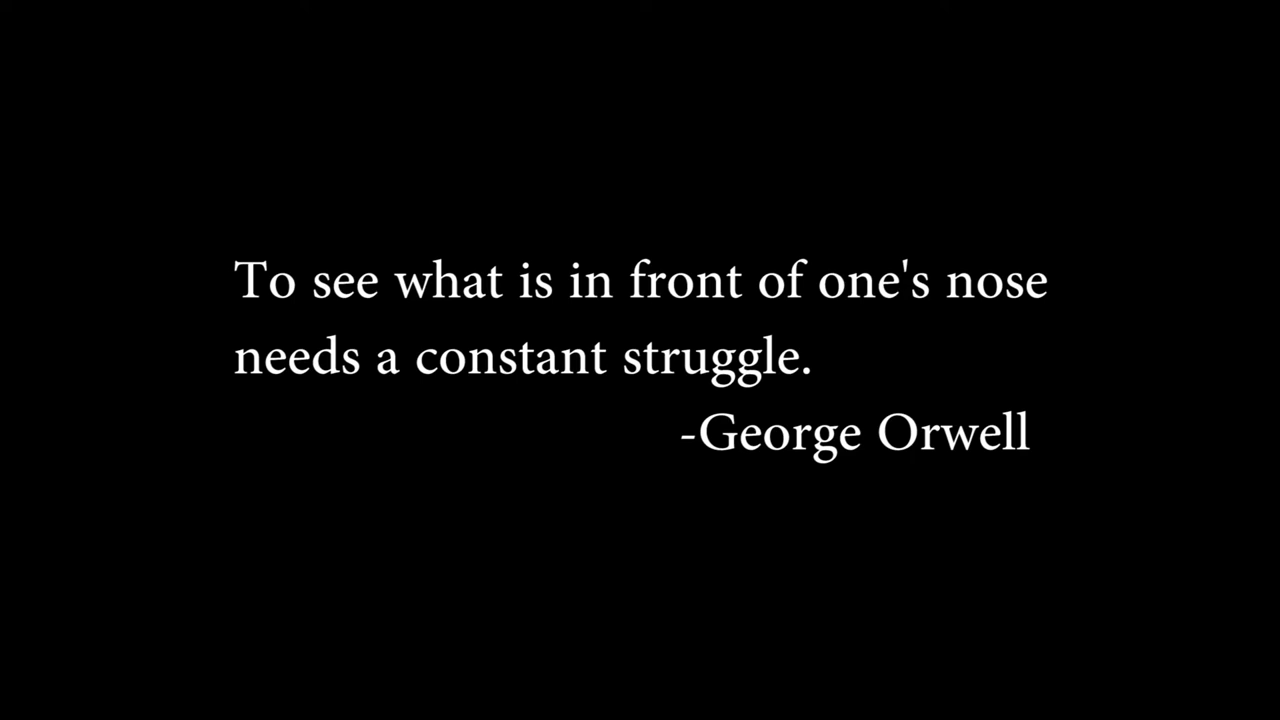 To see what is in front of one's nose
needs a constant struggle.
-George Orwell